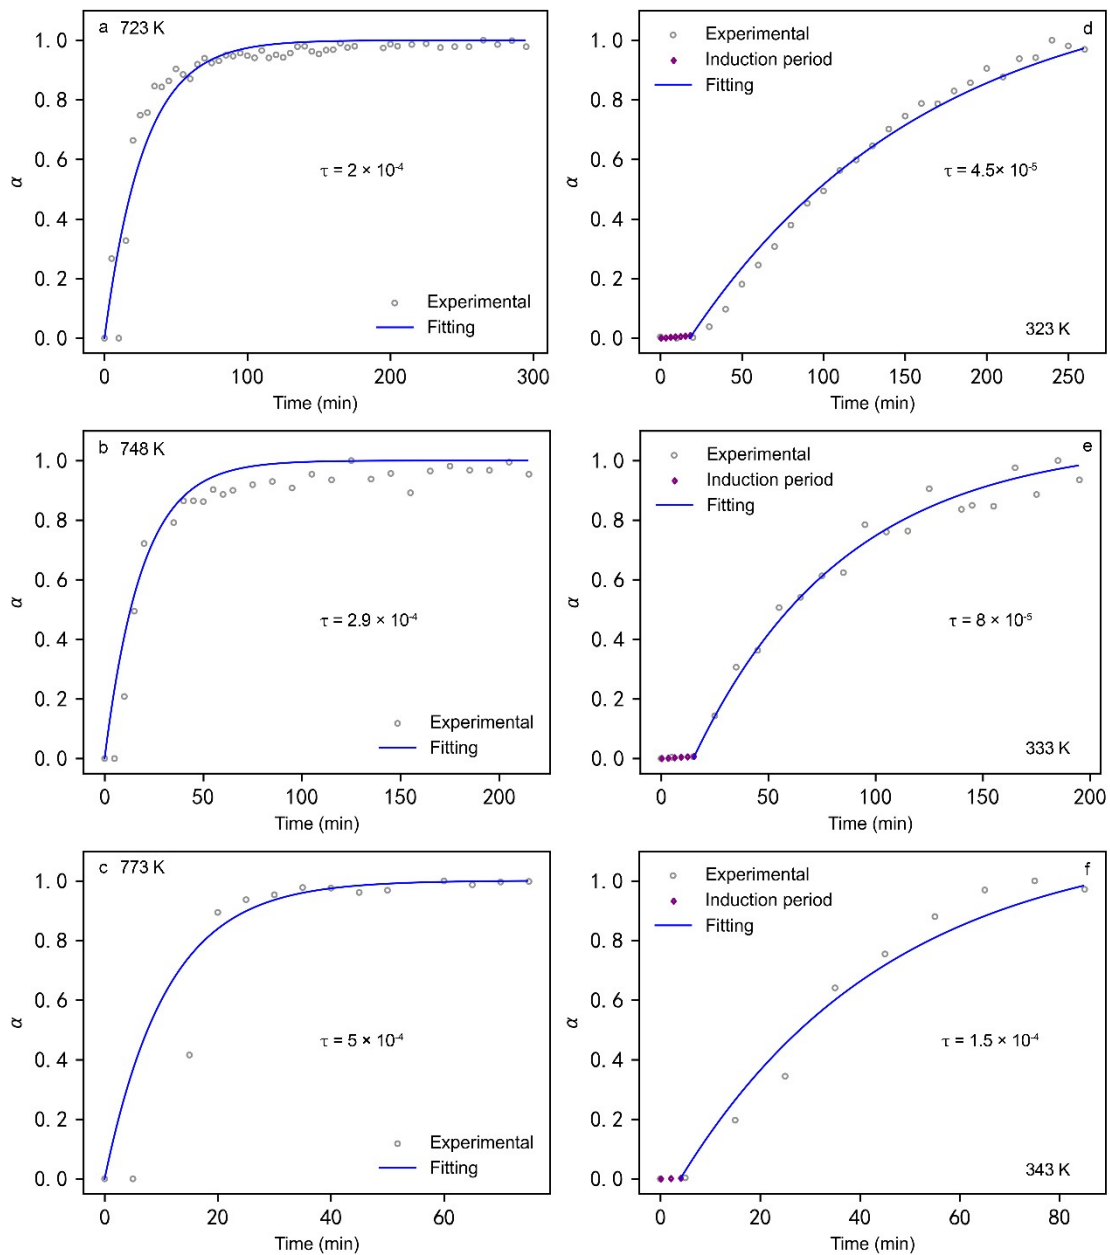 a 723 K
1.0
0.8
0.6
0.4
0.2
0.0
α
τ = 2 × 10⁻⁴
Experimental
Fitting
0 100 200 300
Time (min)
Experimental d
Induction period
Fitting
1.0
0.8
0.6
0.4
0.2
0.0
α
τ = 4.5× 10⁻⁵
323 K
0 50 100 150 200 250
Time (min)
b 748 K
1.0
0.8
0.6
0.4
0.2
0.0
α
τ = 2.9 × 10⁻⁴
Experimental
Fitting
0 50 100 150 200
Time (min)
Experimental e
Induction period
Fitting
1.0
0.8
0.6
0.4
0.2
0.0
α
τ = 8 × 10⁻⁵
333 K
0 50 100 150 200
Time (min)
c 773 K
1.0
0.8
0.6
0.4
0.2
0.0
α
τ = 5 × 10⁻⁴
Experimental
Fitting
0 20 40 60
Time (min)
Experimental f
Induction period
Fitting
1.0
0.8
0.6
0.4
0.2
0.0
α
τ = 1.5 × 10⁻⁴
343 K
0 20 40 60 80
Time (min)